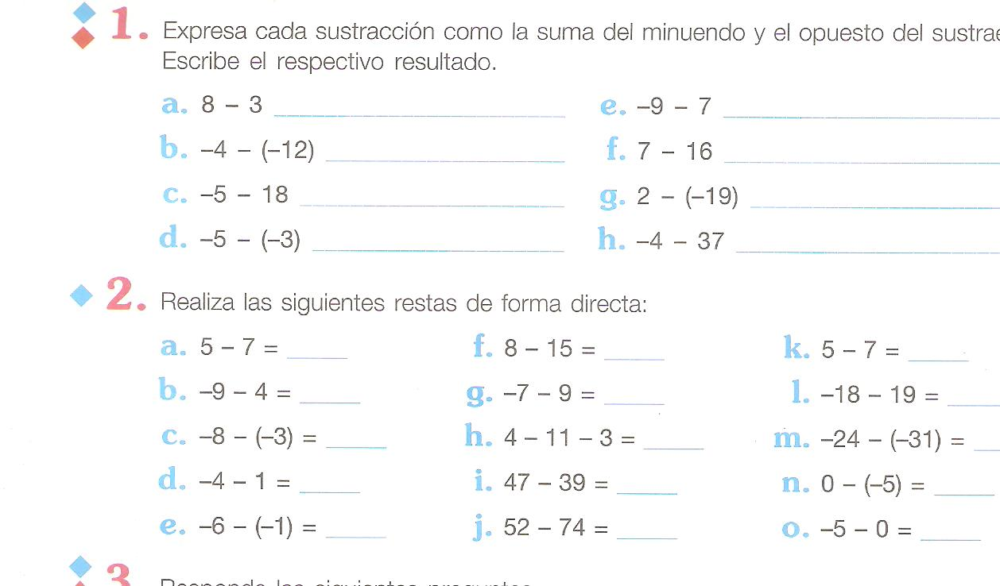 1. Expresa cada sustracción como la suma del minuendo y el opuesto del
Escribe el respectivo resultado.
a. 8 – 3
e. –9 – 7
b. –4 – (–12)
f. 7 – 16
c. –5 – 18
g. 2 – (–19)
d. –5 – (–3)
h. –4 – 37
2. Realiza las siguientes restas de forma directa:
a. 5 – 7 =
f. 8 – 15 =
k. 5 – 7 =
b. –9 – 4 =
g. –7 – 9 =
l. –18 – 19 =
c. –8 – (–3) =
h. 4 – 11 – 3 =
m. –24 – (–31) =
d. –4 – 1 =
i. 47 – 39 =
n. 0 – (–5) =
e. –6 – (–1) =
j. 52 – 74 =
o. –5 – 0 =
3